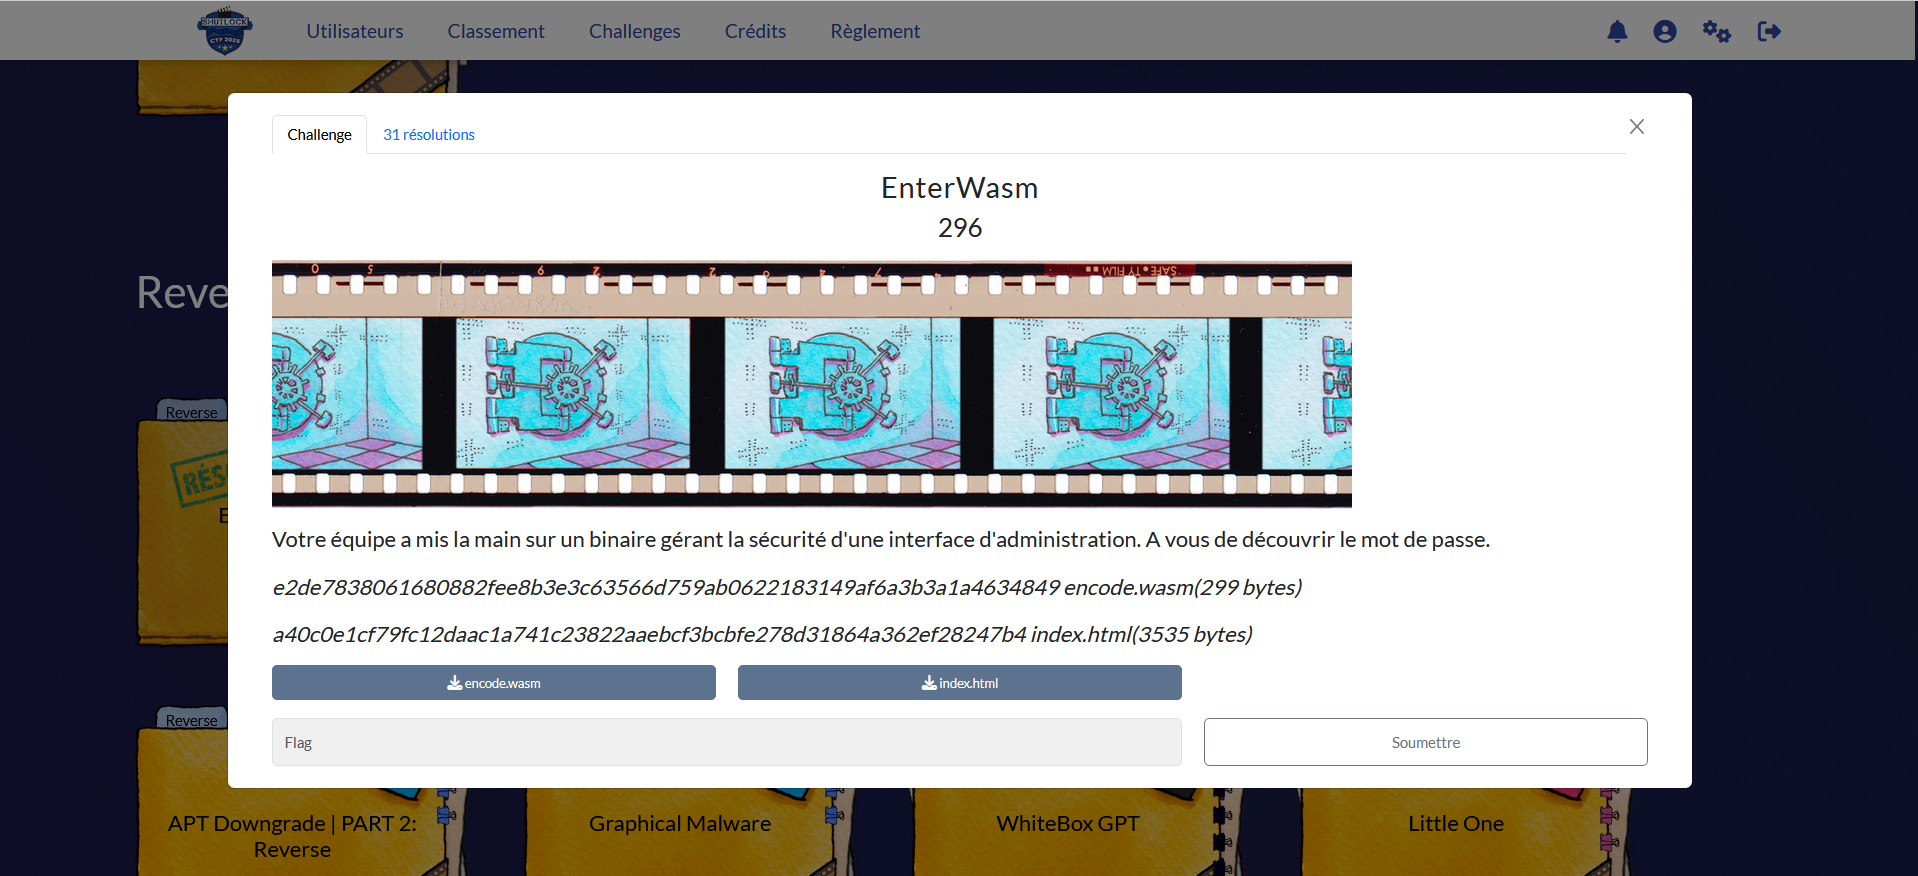 SHUTLOCK
CTF 2025
Utilisateurs
Classement
Challenges
Crédits
Règlement
Challenge
31 résolutions
EnterWasm
296
SAFE TY FILM
Votre équipe a mis la main sur un binaire gérant la sécurité d'une interface d'administration. A vous de découvrir le mot de passe.
e2de7838061680882fee8b3e3c63566d759ab0622183149af6a3b3a1a4634849 encode.wasm(299 bytes)
a40c0e1cf79fc12daac1a741c23822aaebcf3bcbfe278d31864a362ef28247b4 index.html(3535 bytes)
encode.wasm
index.html
Flag
Soumettre
Reve
Reverse
RÉS
E
Reverse
APT Downgrade | PART 2:
Reverse
Graphical Malware
WhiteBox GPT
Little One